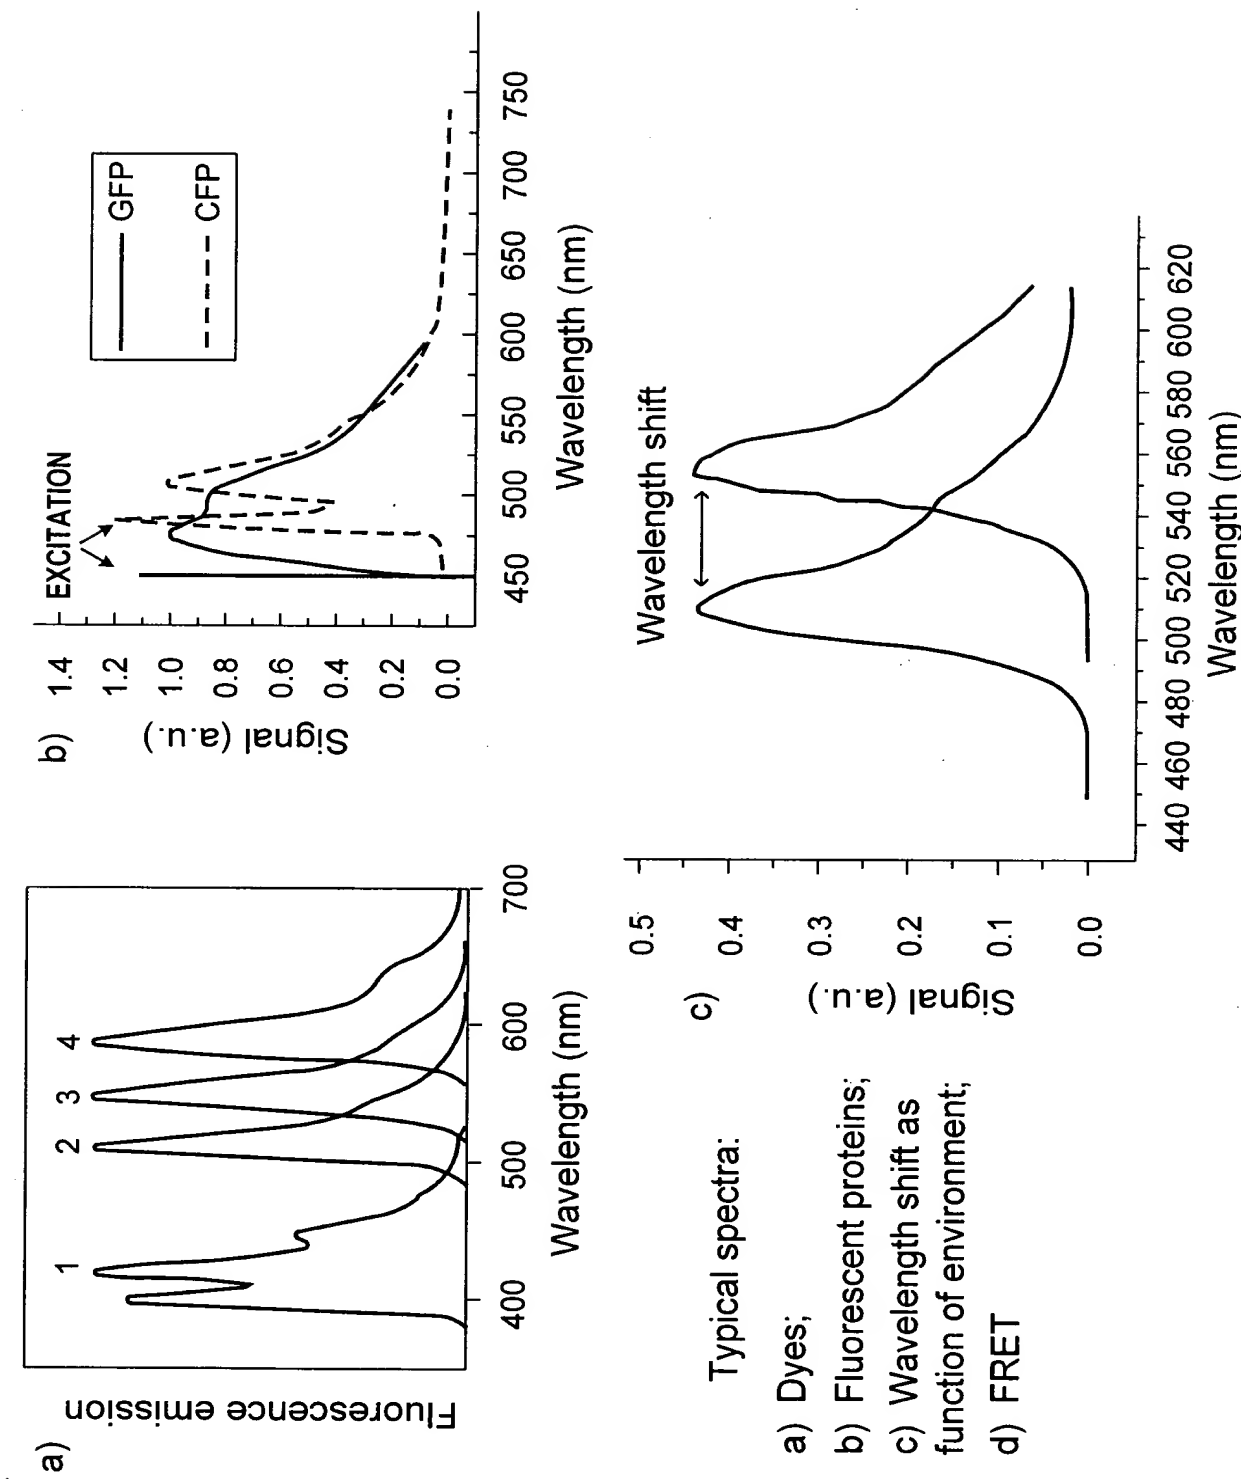 a)
Fluorescence emission
1
2
3
4
400
500
600
700
Wavelength (nm)
b)
Signal (a.u.)
1.4
1.2
1.0
0.8
0.6
0.4
0.2
0.0
EXCITATION
GFP
CFP
450
500
550
600
650
700
750
Wavelength (nm)
Typical spectra:
a) Dyes;
b) Fluorescent proteins;
c) Wavelength shift as
function of environment;
d) FRET
c)
Signal (a.u.)
0.5
0.4
0.3
0.2
0.1
0.0
Wavelength shift
440 460 480 500 520 540 560 580 600 620
Wavelength (nm)